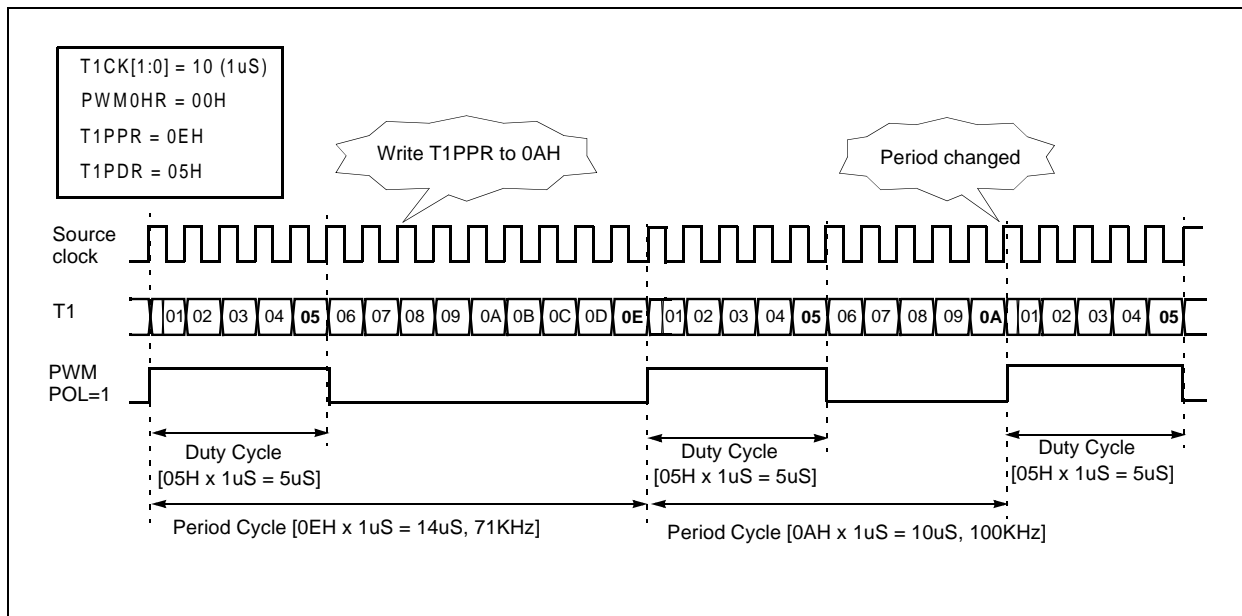 T1CK[1:0] = 10 (1uS)
PWM0HR = 00H
T1PPR = 0EH
T1PDR = 05H
Write T1PPR to 0AH
Period changed
Source
clock
T1
01 02 03 04 05 06 07 08 09 0A 0B 0C 0D 0E 01 02 03 04 05 06 07 08 09 0A 01 02 03 04 05
PWM
POL=1
Duty Cycle
[05H x 1uS = 5uS]
Duty Cycle
[05H x 1uS = 5uS]
Duty Cycle
[05H x 1uS = 5uS]
Period Cycle [0EH x 1uS = 14uS, 71KHz]
Period Cycle [0AH x 1uS = 10uS, 100KHz]